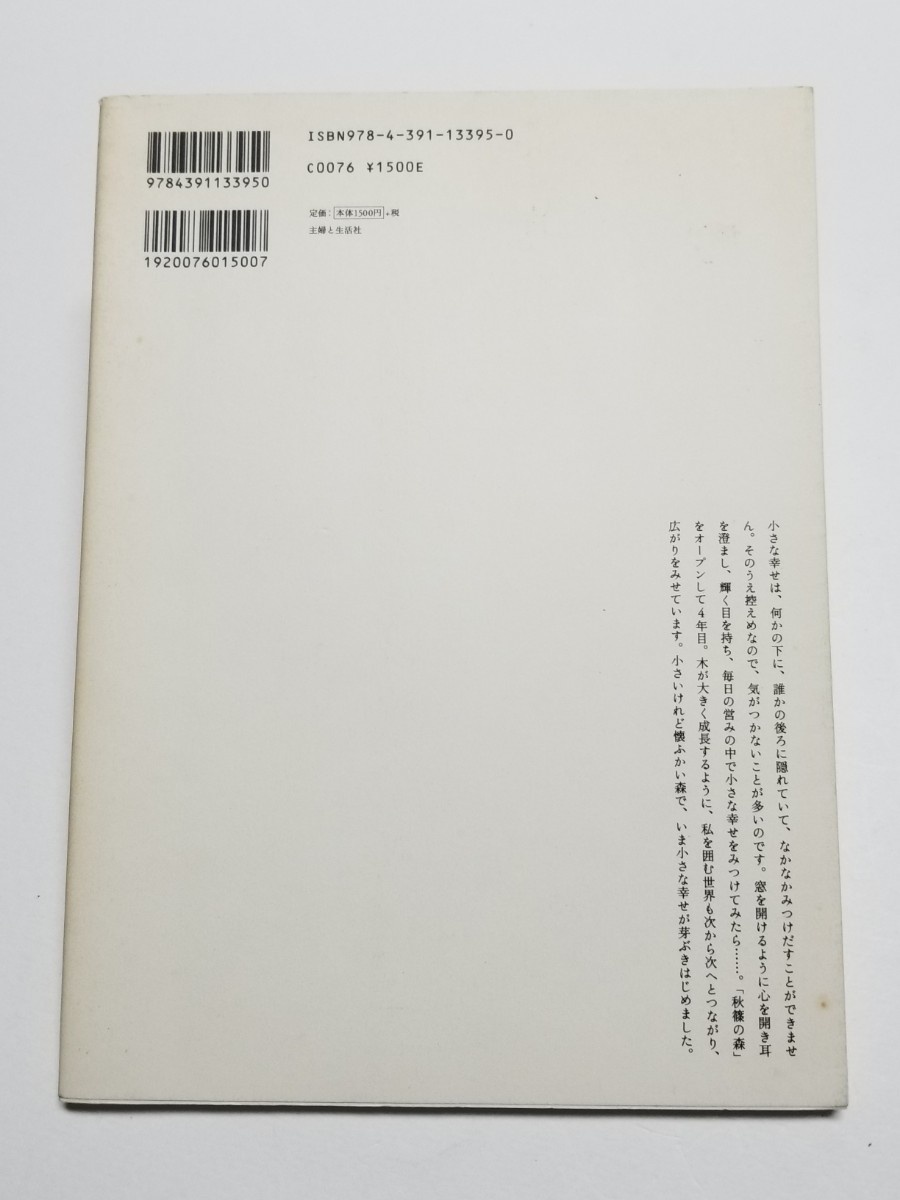 ISBN978-4-391-13395-0
C0076 ¥1500E
9784391133950
定価：本体1500円+税
主婦と生活社
1920076015007
小さな幸せは、何かの下に、誰かの後ろに隠れていて、なかなかみつけだすことができませ
ん。そのうえ控えめなので、気がつかないことが多いのです。窓を開けるように心を開き耳
を澄まし、輝く目を持ち、毎日の営みの中で小さな幸せをみつけてみたら……。「秋篠の森」
をオープンして4年目。木が大きく成長するように、私を囲む世界も次から次へとつながり、
広がりをみせています。小さいけれど懐ふかい森で、いま小さな幸せが芽ぶきはじめました。